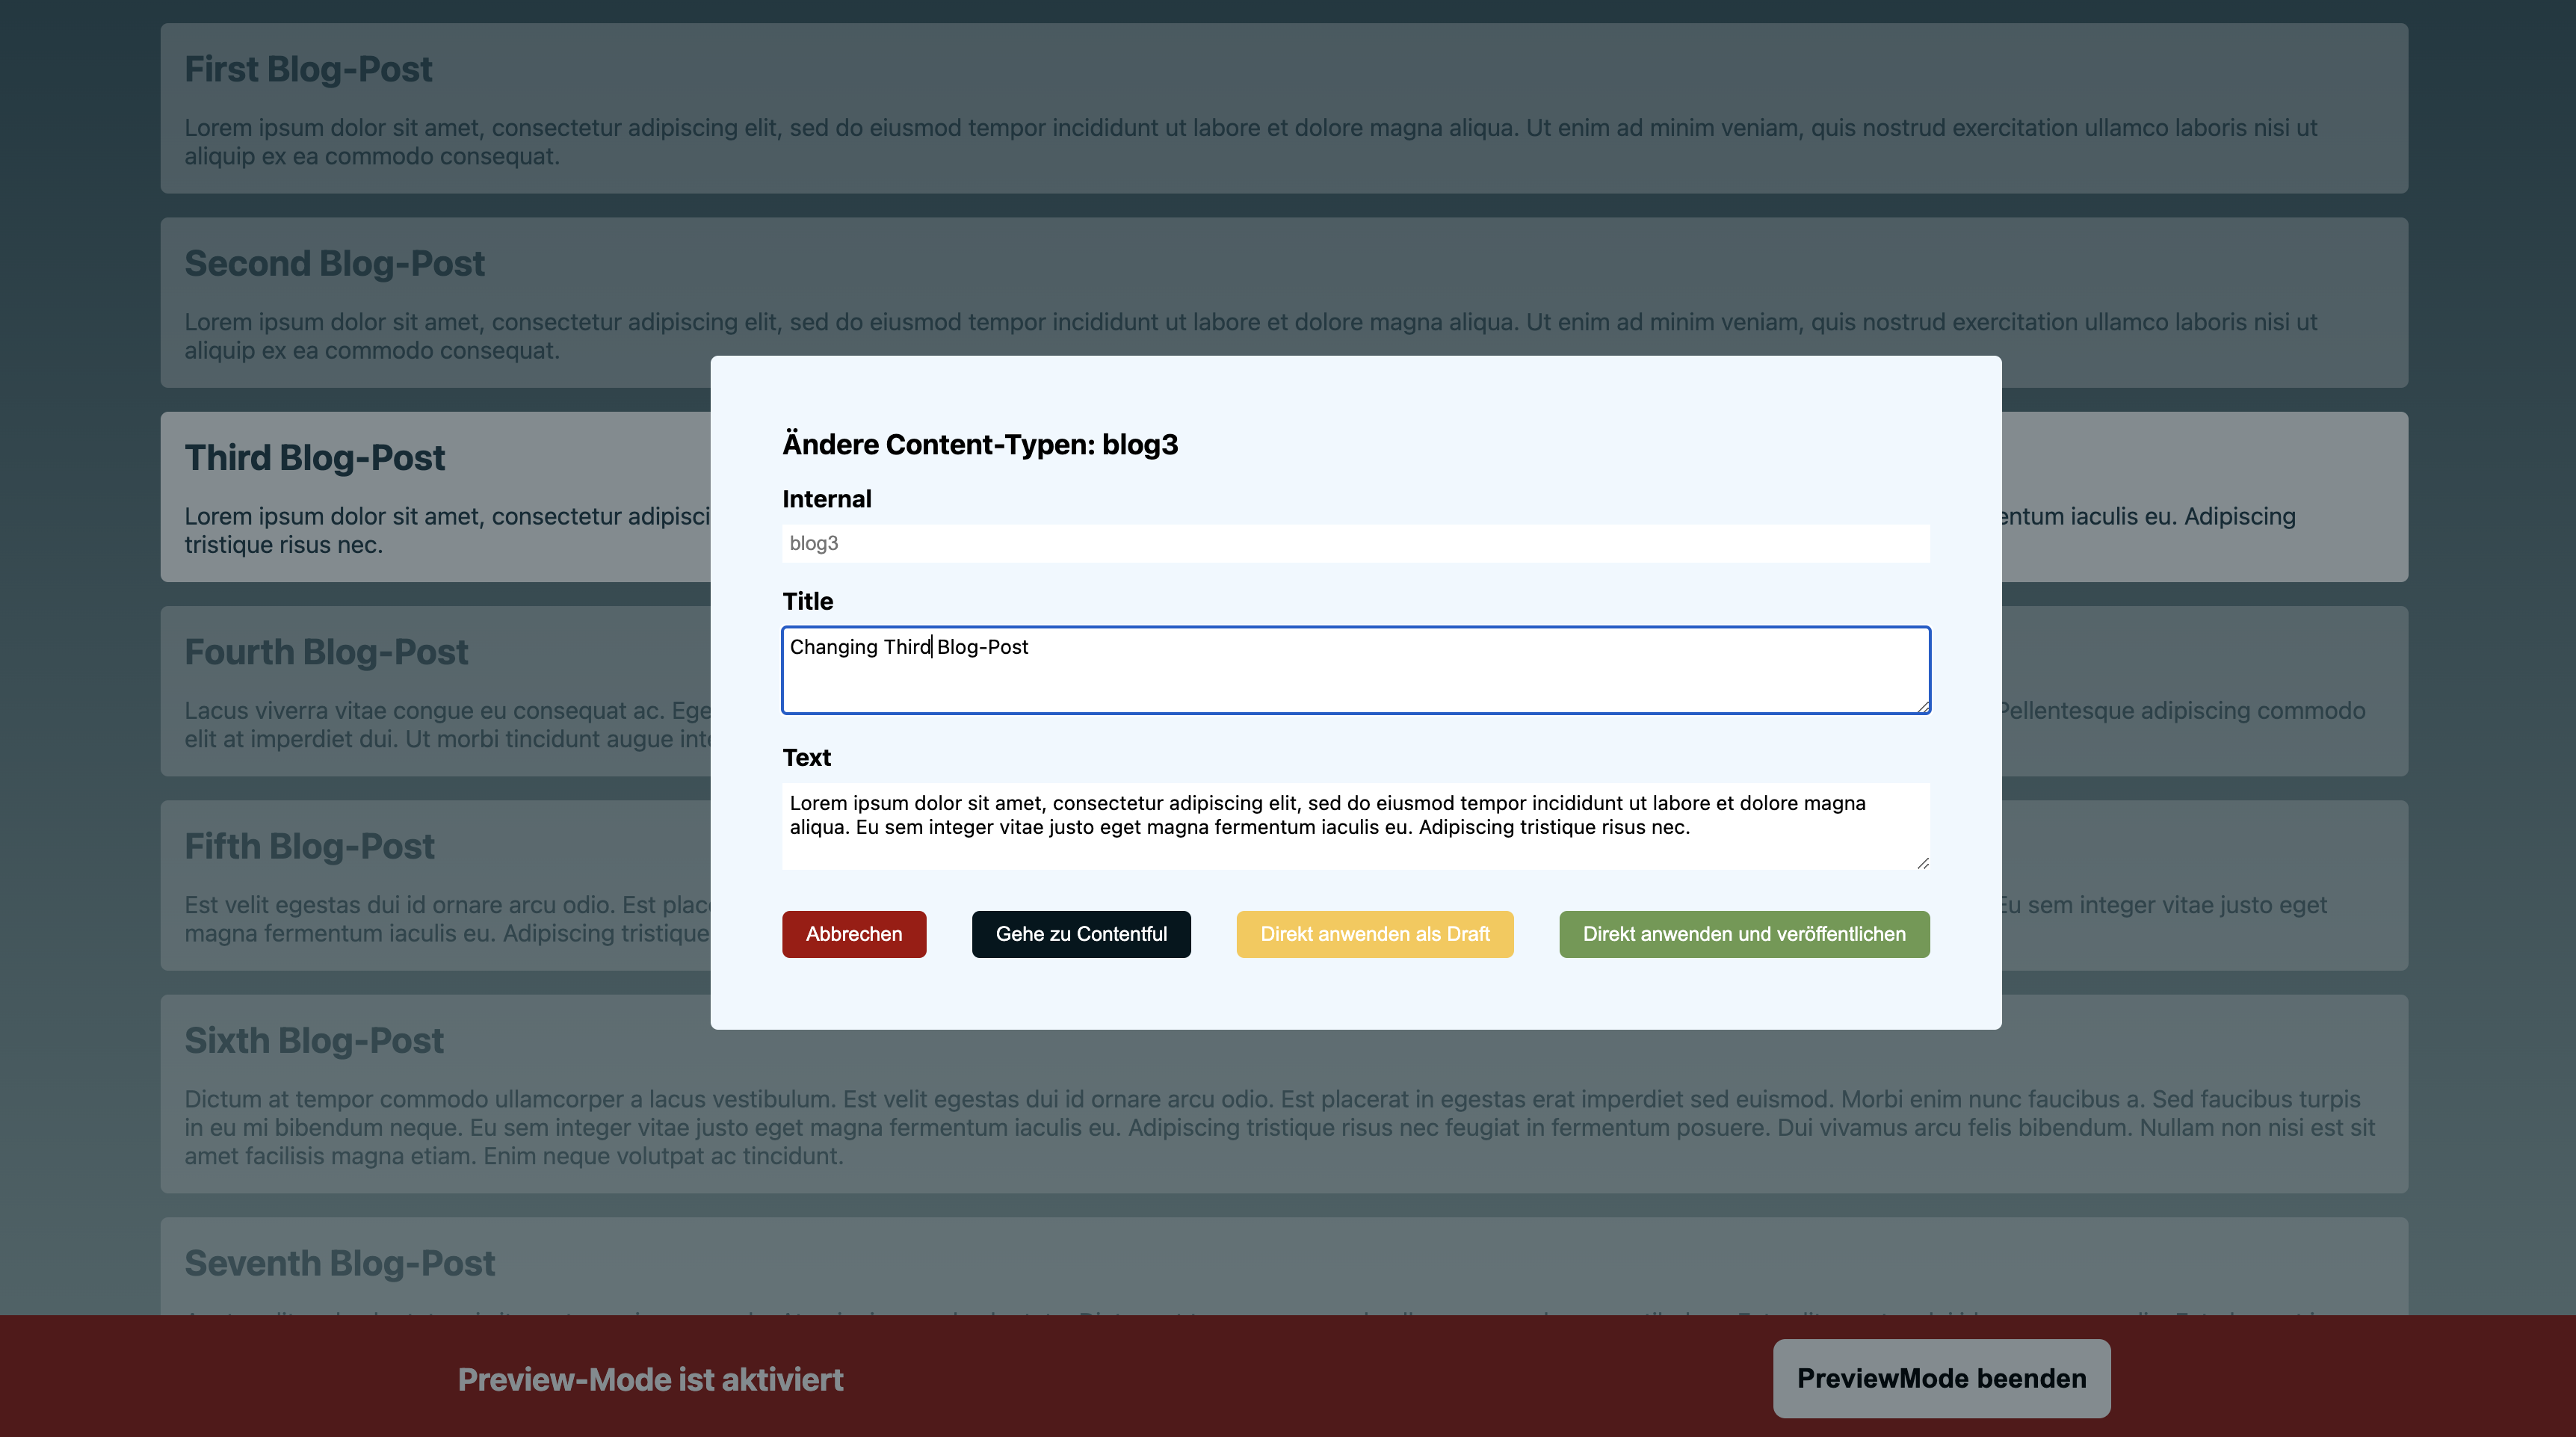 First Blog-Post
Lorem ipsum dolor sit amet, consectetur adipiscing elit, sed do eiusmod tempor incididunt ut labore et dolore magna aliqua. Ut enim ad minim veniam, quis nostrud exercitation ullamco laboris nisi ut
aliquip ex ea commodo consequat.
Second Blog-Post
Lorem ipsum dolor sit amet, consectetur adipiscing elit, sed do eiusmod tempor incididunt ut labore et dolore magna aliqua. Ut enim ad minim veniam, quis nostrud exercitation ullamco laboris nisi ut
aliquip ex ea commodo consequat.
Third Blog-Post
Lorem ipsum dolor sit amet, consectetur iaculis eu. Adipiscing
tristique risus nec.
Fourth Blog-Post
Lacus viverra vitae congue eu consequat ac. Pellentesque adipiscing commodo
elit at imperdiet dui. Ut morbi tincidunt augue
Fifth Blog-Post
Est velit egestas dui id ornare arcu odio. Est Eu sem integer vitae justo eget
magna fermentum iaculis eu. Adipiscing tristique
Ändere Content-Typen: blog3
Internal
blog3
Title
Changing Third Blog-Post
Text
Lorem ipsum dolor sit amet, consectetur adipiscing elit, sed do eiusmod tempor incididunt ut labore et dolore magna
aliqua. Eu sem integer vitae justo eget magna fermentum iaculis eu. Adipiscing tristique risus nec.
Abbrechen
Gehe zu Contentful
Direkt anwenden als Draft
Direkt anwenden und veröffentlichen
Sixth Blog-Post
Dictum at tempor commodo ullamcorper a lacus vestibulum. Est velit egestas dui id ornare arcu odio. Est placerat in egestas erat imperdiet sed euismod. Morbi enim nunc faucibus a. Sed faucibus turpis
in eu mi bibendum neque. Eu sem integer vitae justo eget magna fermentum iaculis eu. Adipiscing tristique risus nec feugiat in fermentum posuere. Dui vivamus arcu felis bibendum. Nullam non nisi est sit
amet facilisis magna etiam. Enim neque volutpat ac tincidunt.
Seventh Blog-Post
Preview-Mode ist aktiviert
PreviewMode beenden